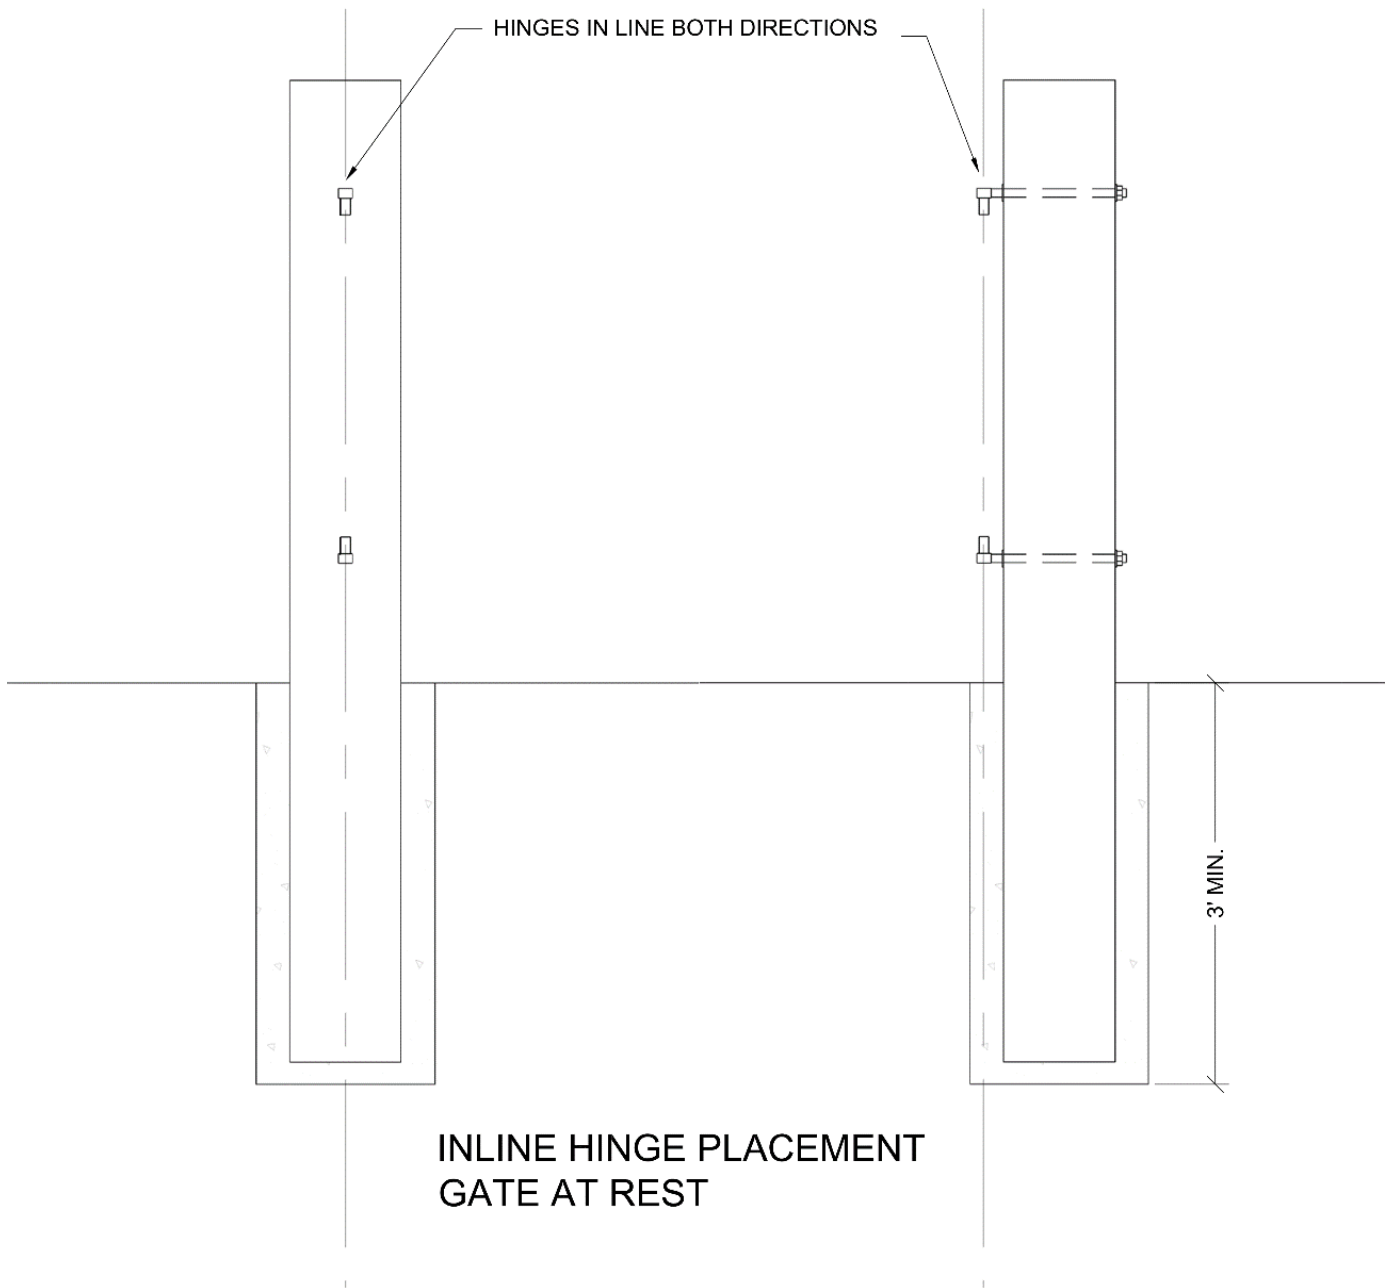 HINGES IN LINE BOTH DIRECTIONS
3' MIN.
INLINE HINGE PLACEMENT
GATE AT REST